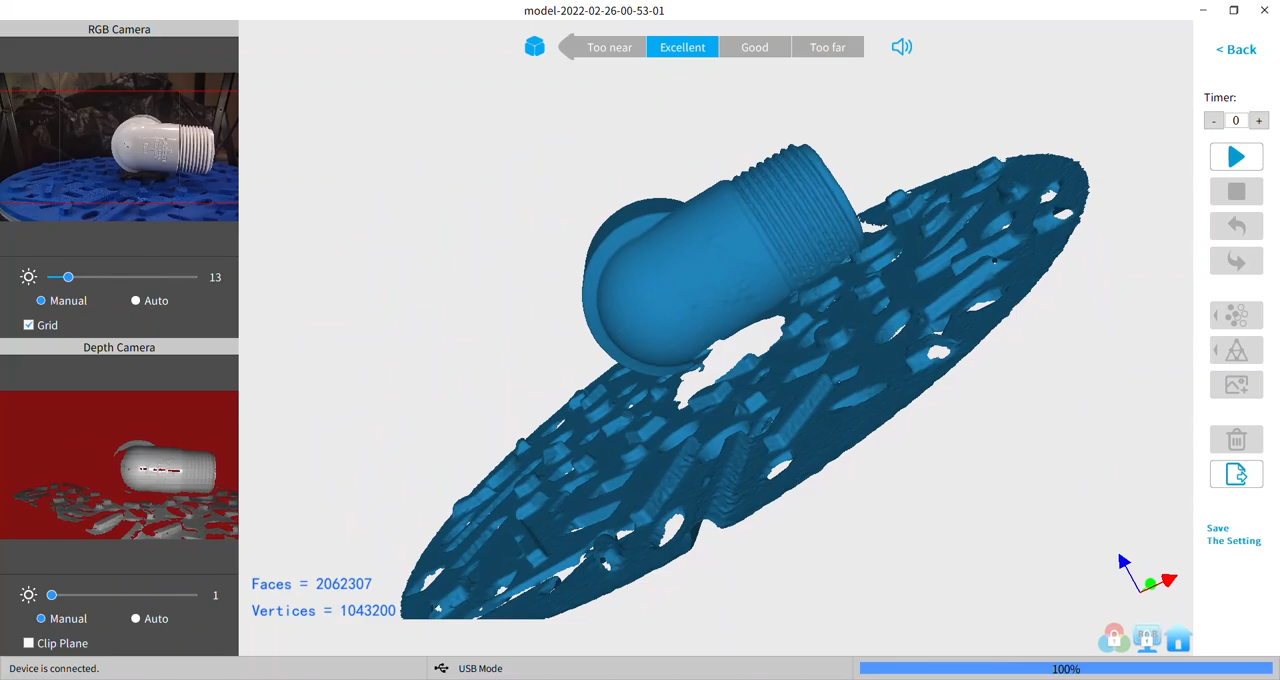 model-2022-02-26-00-53-01
RGB Camera
13
Manual
Auto
Grid
Depth Camera
1
Manual
Auto
Clip Plane
Too near
Excellent
Good
Too far
Faces = 2062307
Vertices = 1043200
< Back
Timer:
- 0 +
Save
The Setting
Device is connected.
USB Mode
100%